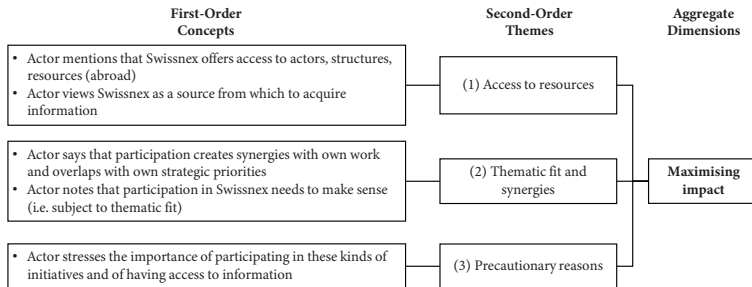 First-Order
Concepts
Second-Order
Themes
Aggregate
Dimensions
• Actor mentions that Swissnex offers access to actors, structures,
resources (abroad)
• Actor views Swissnex as a source from which to acquire
information
(1) Access to resources
• Actor says that participation creates synergies with own work
and overlaps with own strategic priorities
• Actor notes that participation in Swissnex needs to make sense
(i.e. subject to thematic fit)
(2) Thematic fit and
synergies
Maximising
impact
• Actor stresses the importance of participating in these kinds of
initiatives and of having access to information
(3) Precautionary reasons